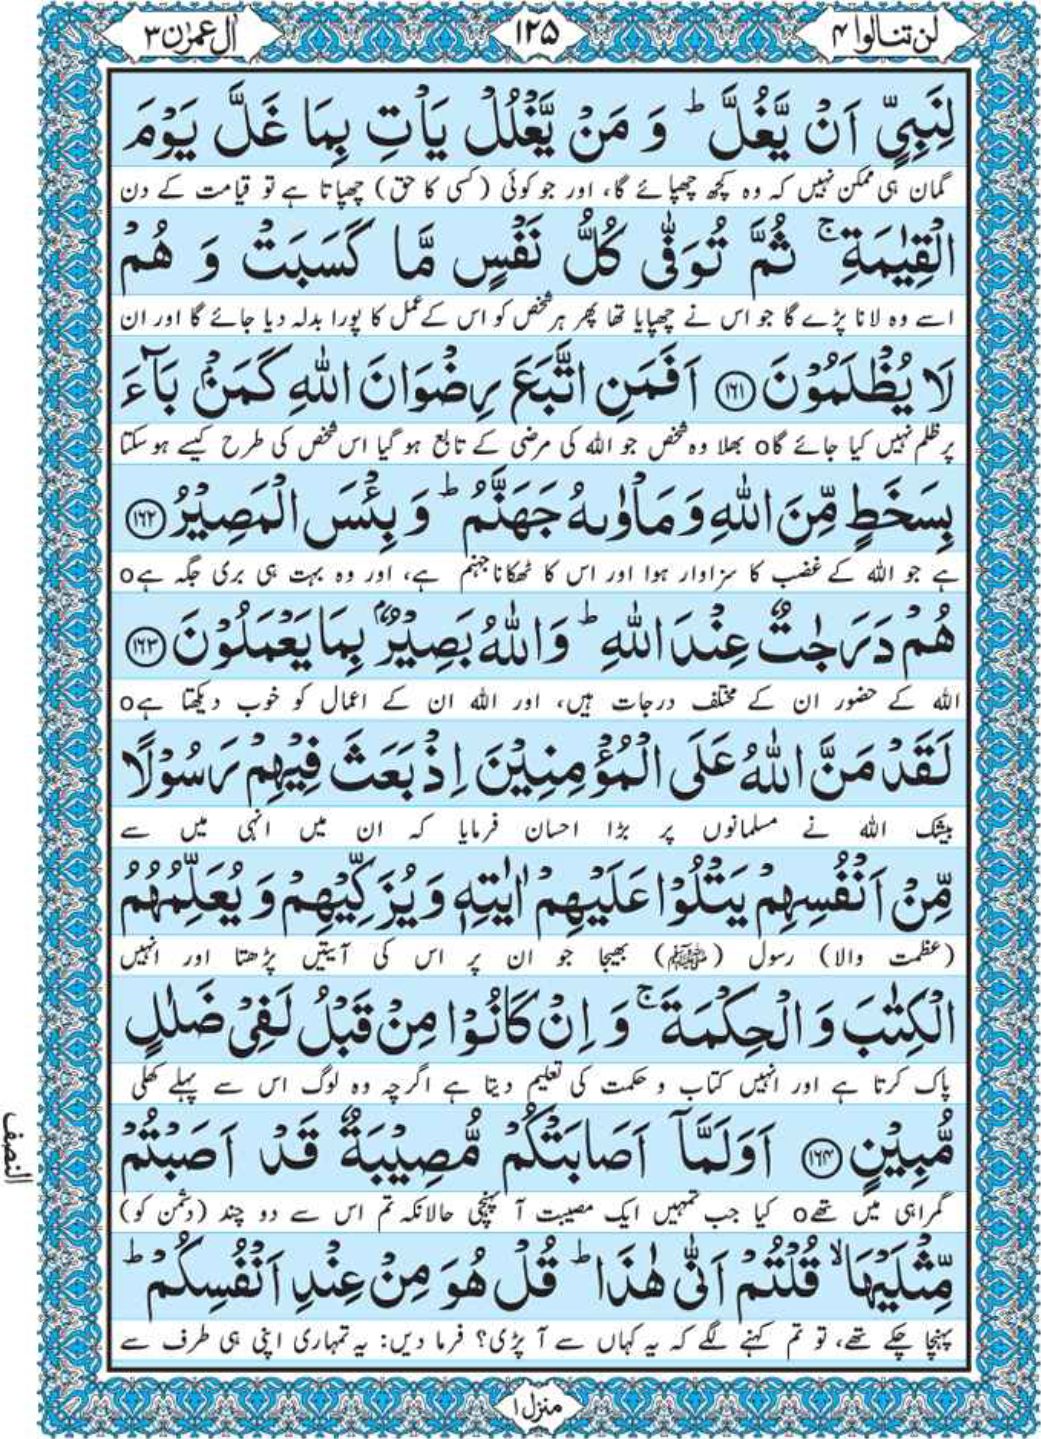 لن تنالوا ۴
۱۲۵
اٰل عمرٰن ۳
لِنَبِیٍّ اَنْ یَّغُلَّ ؕ وَ مَنْ یَّغْلُلْ یَاْتِ بِمَا غَلَّ یَوْمَ
گمان ہی ممکن نہیں کہ وہ کچھ چھپائے گا، اور جو کوئی (کسی کا حق) چھپاتا ہے تو قیامت کے دن
الْقِیٰمَةِ ۚ ثُمَّ تُوَفّٰی كُلُّ نَفْسٍ مَّا كَسَبَتْ وَ هُمْ
اسے وہ لانا پڑے گا جو اس نے چھپایا تھا پھر ہر شخص کو اس کے عمل کا پورا بدلہ دیا جائے گا اور ان
لَا یُظْلَمُوْنَ ﴿۱۶۱﴾ اَفَمَنِ اتَّبَعَ رِضْوَانَ اللّٰهِ كَمَنْۢ بَآءَ
پر ظلم نہیں کیا جائے گاo بھلا وہ شخص جو اللہ کی مرضی کے تابع ہو گیا اس شخص کی طرح کیسے ہو سکتا
بِسَخَطٍ مِّنَ اللّٰهِ وَ مَاْوٰىهُ جَهَنَّمُ ؕ وَ بِئْسَ الْمَصِیْرُ ﴿۱۶۲﴾
ہے جو اللہ کے غضب کا سزاوار ہوا اور اس کا ٹھکانا جہنم ہے، اور وہ بہت ہی بری جگہ ہےo
هُمْ دَرَجٰتٌ عِنْدَ اللّٰهِ ؕ وَ اللّٰهُ بَصِیْرٌۢ بِمَا یَعْمَلُوْنَ ﴿۱۶۳﴾
اللہ کے حضور ان کے مختلف درجات ہیں، اور اللہ ان کے اعمال کو خوب دیکھتا ہےo
لَقَدْ مَنَّ اللّٰهُ عَلَی الْمُؤْمِنِیْنَ اِذْ بَعَثَ فِیْهِمْ رَسُوْلًا
بیشک اللہ نے مسلمانوں پر بڑا احسان فرمایا کہ ان میں انہی میں سے
مِّنْ اَنْفُسِهِمْ یَتْلُوْا عَلَیْهِمْ اٰیٰتِهٖ وَ یُزَكِّیْهِمْ وَ یُعَلِّمُهُمُ
(عظمت والا) رسول (ﷺ) بھیجا جو ان پر اس کی آیتیں پڑھتا اور انہیں
الْكِتٰبَ وَ الْحِكْمَةَ ۚ وَ اِنْ كَانُوْا مِنْ قَبْلُ لَفِیْ ضَلٰلٍ
پاک کرتا ہے اور انہیں کتاب و حکمت کی تعلیم دیتا ہے اگرچہ وہ لوگ اس سے پہلے کھلی
مُّبِیْنٍ ﴿۱۶۴﴾ اَوَ لَمَّاۤ اَصَابَتْكُمْ مُّصِیْبَةٌ قَدْ اَصَبْتُمْ
گمراہی میں تھےo کیا جب تمہیں ایک مصیبت آ پہنچی حالانکہ تم اس سے دو چند (دشمن کو)
مِّثْلَیْهَا ۙ قُلْتُمْ اَنّٰی هٰذَا ؕ قُلْ هُوَ مِنْ عِنْدِ اَنْفُسِكُمْ ؕ
پہنچا چکے تھے، تو تم کہنے لگے کہ یہ کہاں سے آ پڑی؟ فرما دیں: یہ تمہاری اپنی ہی طرف سے
النصف
منزل ۱